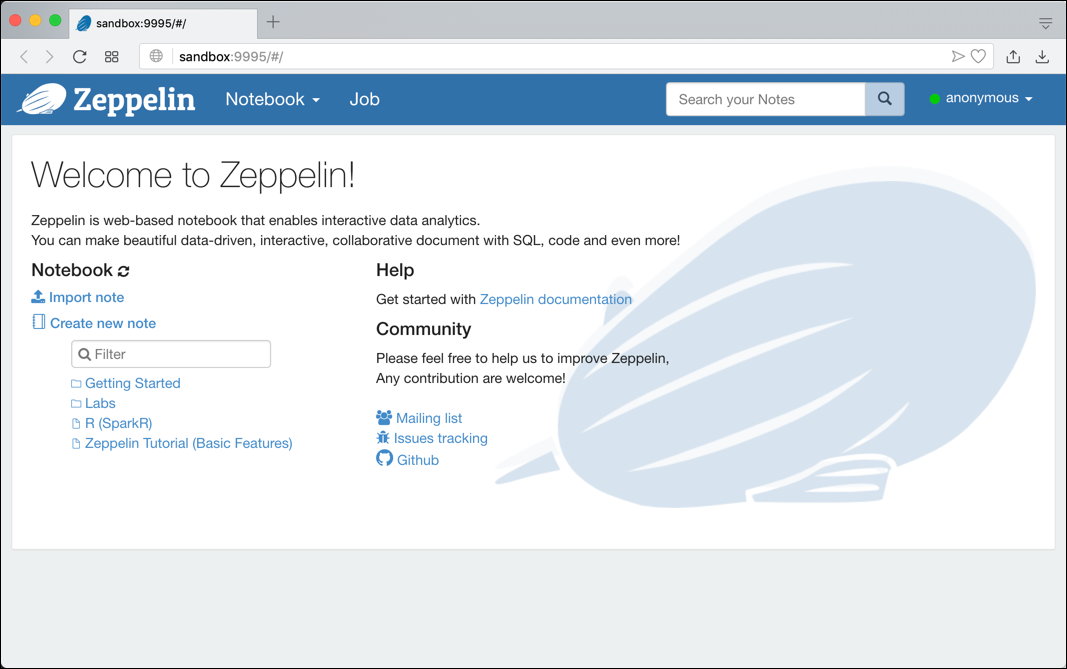 sandbox:9995/#/
sandbox:9995/#/
Zeppelin
Notebook
Job
Search your Notes
anonymous
Welcome to Zeppelin!
Zeppelin is web-based notebook that enables interactive data analytics.
You can make beautiful data-driven, interactive, collaborative document with SQL, code and even more!
Notebook
Import note
Create new note
Filter
Getting Started
Labs
R (SparkR)
Zeppelin Tutorial (Basic Features)
Help
Get started with Zeppelin documentation
Community
Please feel free to help us to improve Zeppelin,
Any contribution are welcome!
Mailing list
Issues tracking
Github